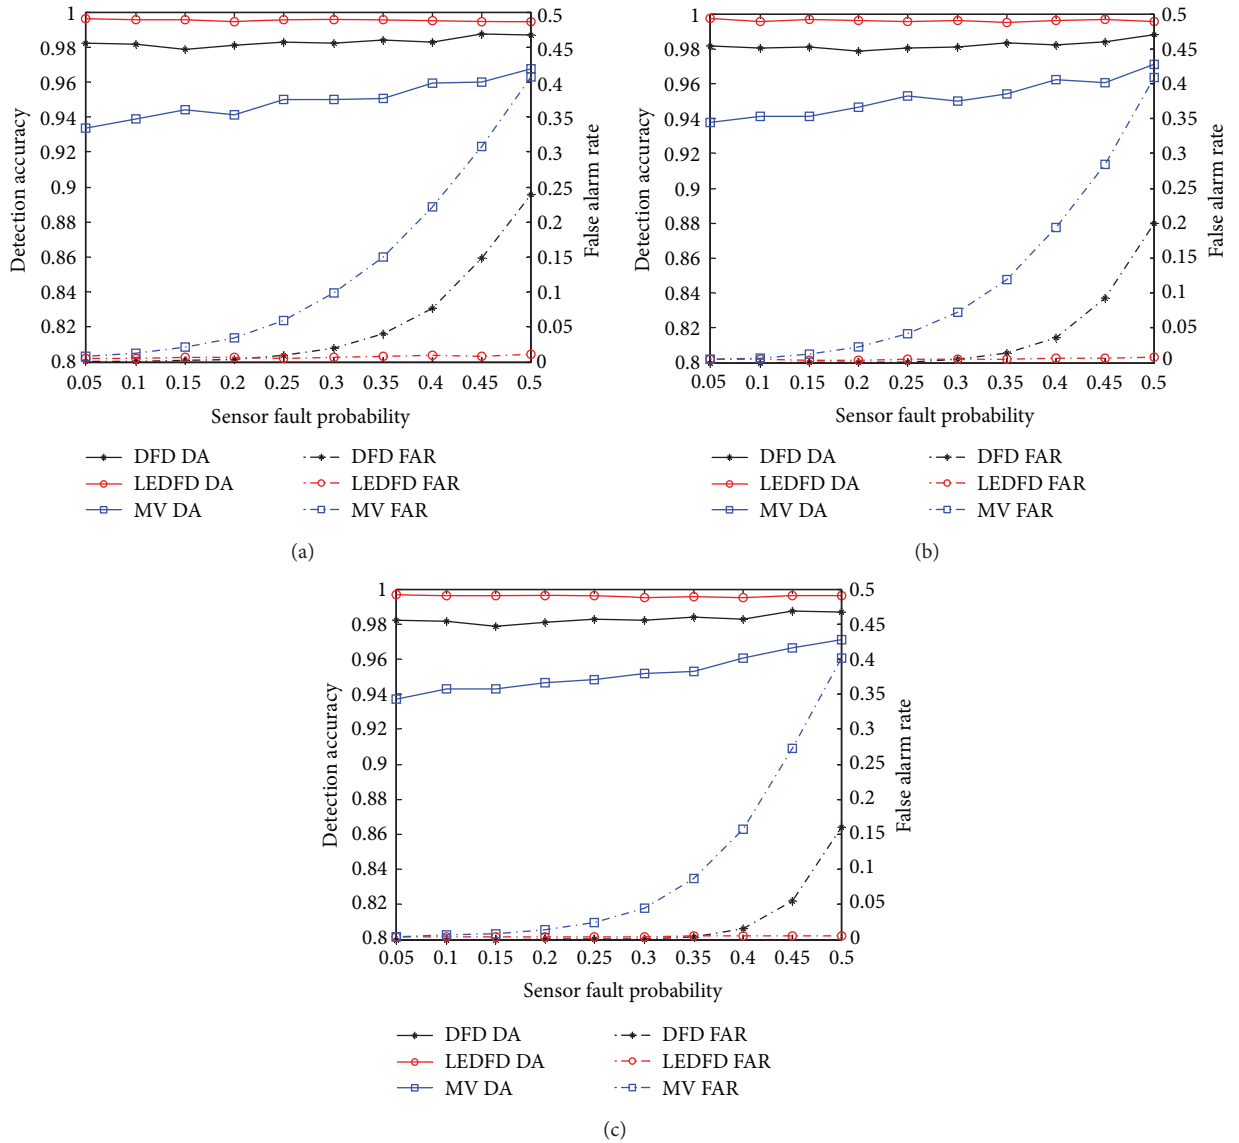 1
0.98
0.96
0.94
0.92
0.9
0.88
0.86
0.84
0.82
0.8
Detection accuracy
0.5
0.45
0.4
0.35
0.3
0.25
0.2
0.15
0.1
0.05
0
False alarm rate
0.05 0.1 0.15 0.2 0.25 0.3 0.35 0.4 0.45 0.5
Sensor fault probability
DFD DA DFD FAR
LEDFD DA LEDFD FAR
MV DA MV FAR
(a)
1
0.98
0.96
0.94
0.92
0.9
0.88
0.86
0.84
0.82
0.8
Detection accuracy
0.5
0.45
0.4
0.35
0.3
0.25
0.2
0.15
0.1
0.05
0
False alarm rate
0.05 0.1 0.15 0.2 0.25 0.3 0.35 0.4 0.45 0.5
Sensor fault probability
DFD DA DFD FAR
LEDFD DA LEDFD FAR
MV DA MV FAR
(b)
1
0.98
0.96
0.94
0.92
0.9
0.88
0.86
0.84
0.82
0.8
Detection accuracy
0.5
0.45
0.4
0.35
0.3
0.25
0.2
0.15
0.1
0.05
0
False alarm rate
0.05 0.1 0.15 0.2 0.25 0.3 0.35 0.4 0.45 0.5
Sensor fault probability
DFD DA DFD FAR
LEDFD DA LEDFD FAR
MV DA MV FAR
(c)